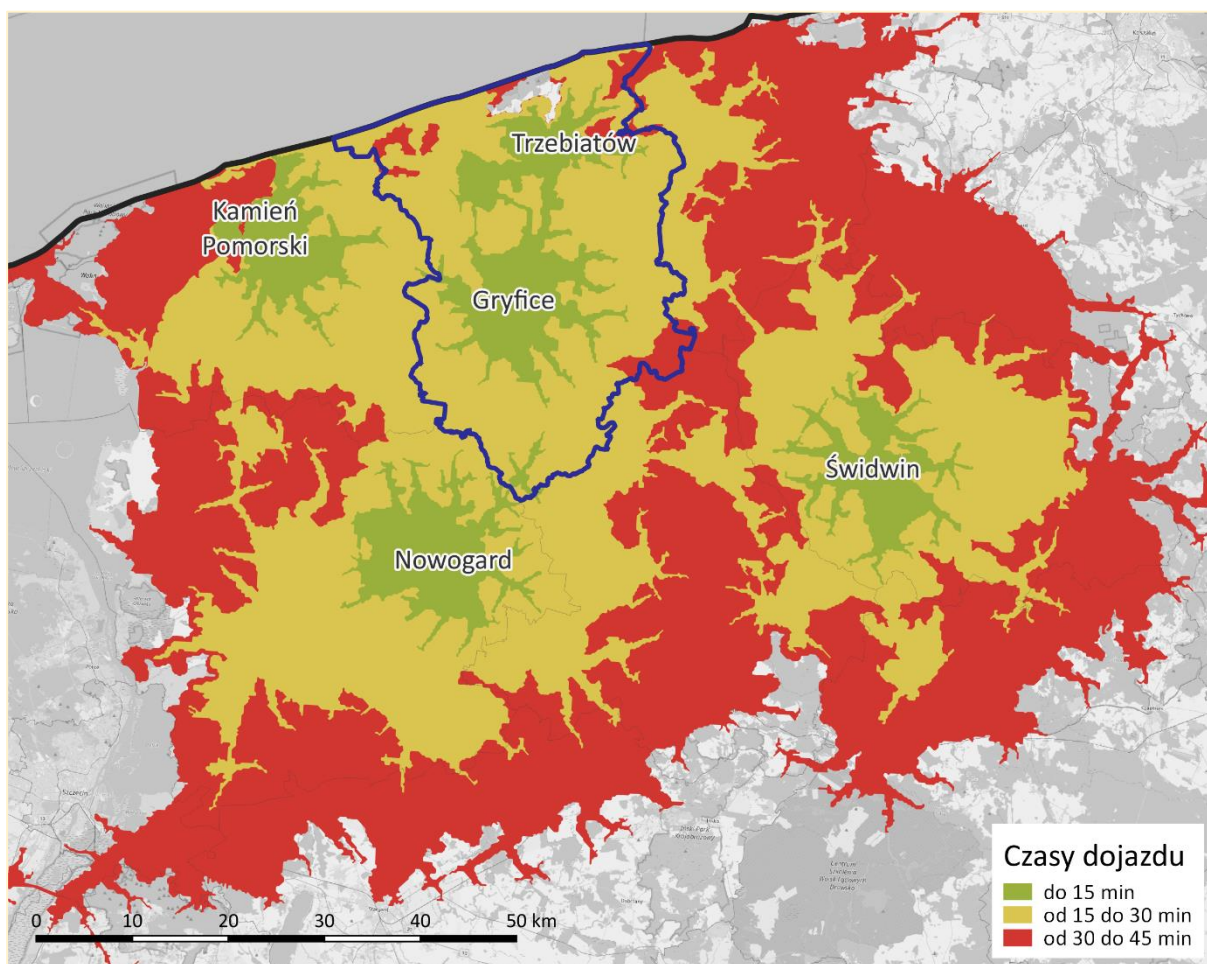 Trzebiatów
Kamień
Pomorski
Gryfice
Świdwin
Nowogard
Szczecin
Czasy dojazdu
do 15 min
od 15 do 30 min
od 30 do 45 min
0 10 20 30 40 50 km